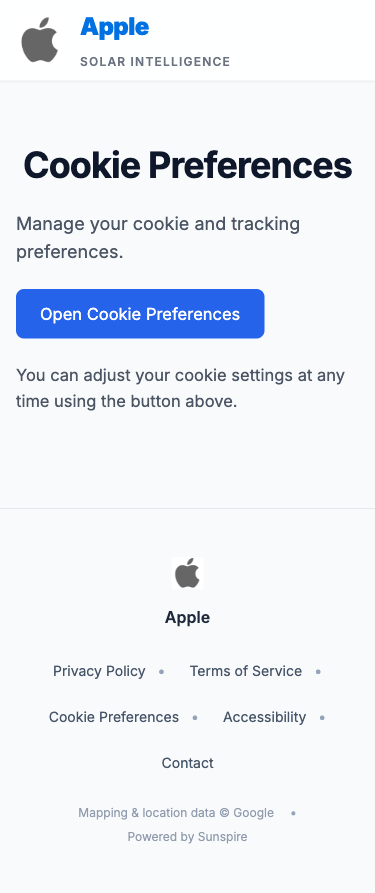 Apple
SOLAR INTELLIGENCE
Cookie Preferences
Manage your cookie and tracking
preferences.
Open Cookie Preferences
You can adjust your cookie settings at any
time using the button above.
Apple
Privacy Policy • Terms of Service •
Cookie Preferences • Accessibility •
Contact
Mapping & location data © Google •
Powered by Sunspire